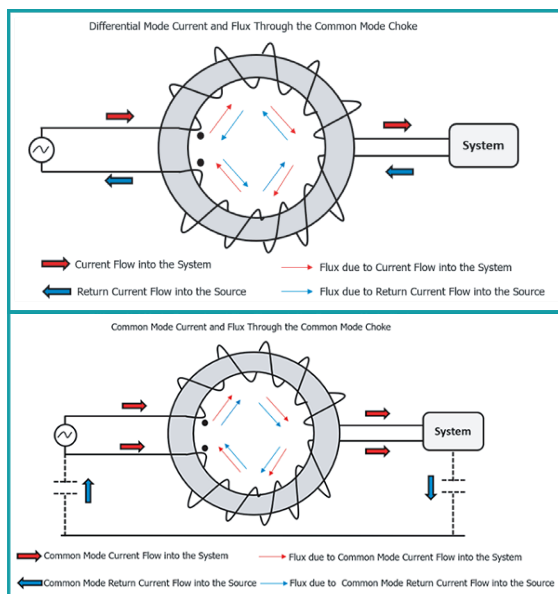 Differential Mode Current and Flux Through the Common Mode Choke
System
Current Flow into the System
Flux due to Current Flow into the System
Return Current Flow into the Source
Flux due to Return Current Flow into the Source
Common Mode Current and Flux Through the Common Mode Choke
System
Common Mode Current Flow into the System
Flux due to Common Mode Current Flow into the System
Common Mode Return Current Flow into the Source
Flux due to Common Mode Return Current Flow into the Source